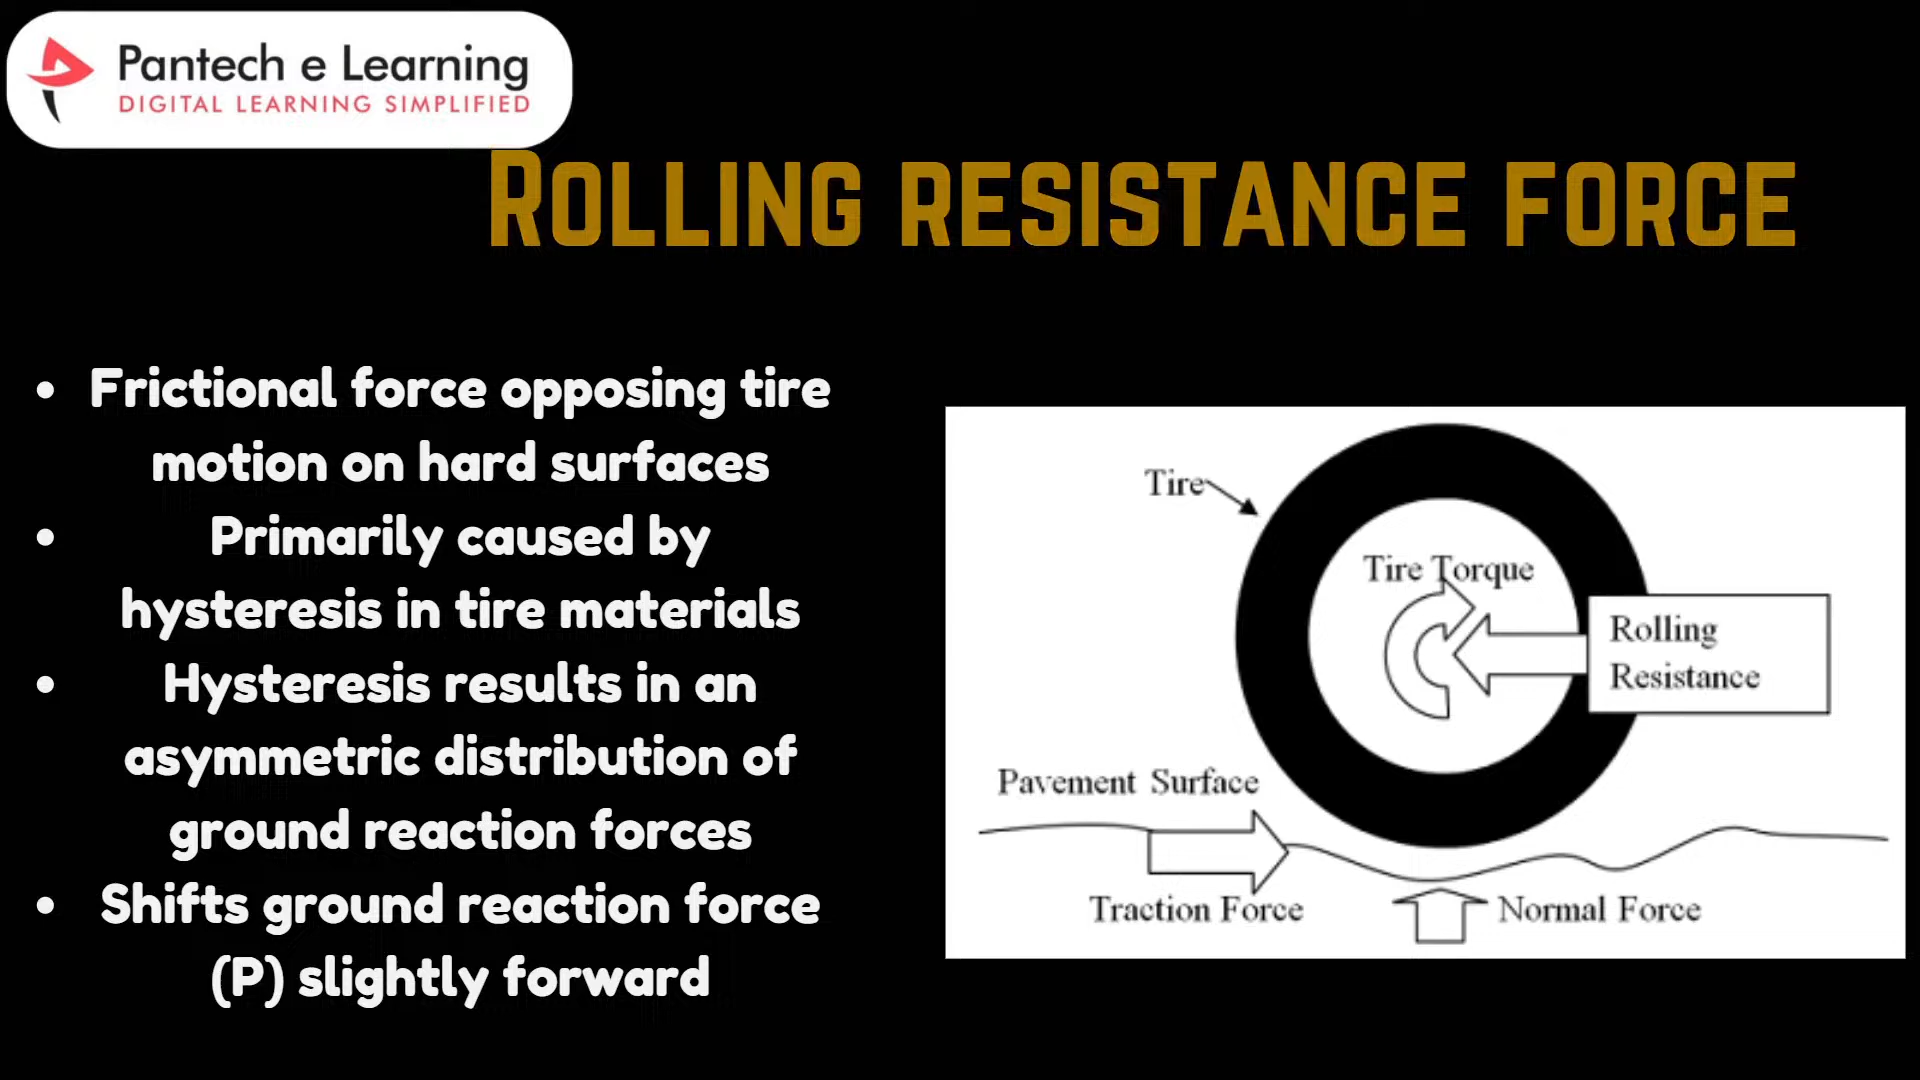 Pantech e Learning
DIGITAL LEARNING SIMPLIFIED
ROLLING RESISTANCE FORCE
• Frictional force opposing tire
motion on hard surfaces
• Primarily caused by
hysteresis in tire materials
• Hysteresis results in an
asymmetric distribution of
ground reaction forces
• Shifts ground reaction force
(P) slightly forward
Tire
Tire Torque
Rolling
Resistance
Pavement Surface
Traction Force
Normal Force